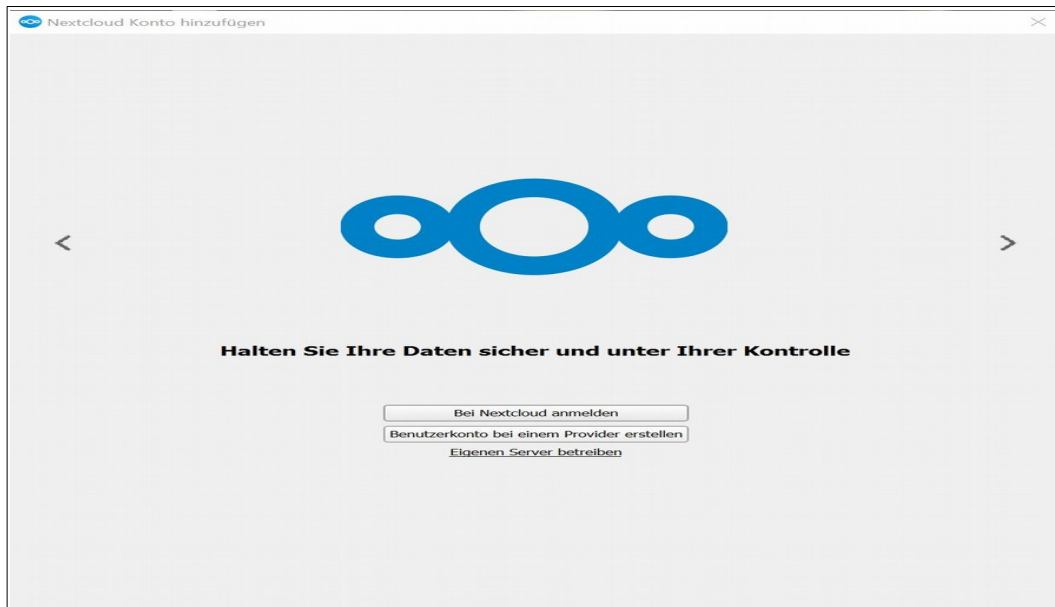 Nextcloud Konto hinzufügen
Halten Sie Ihre Daten sicher und unter Ihrer Kontrolle
Bei Nextcloud anmelden
Benutzerkonto bei einem Provider erstellen
Eigenen Server betreiben